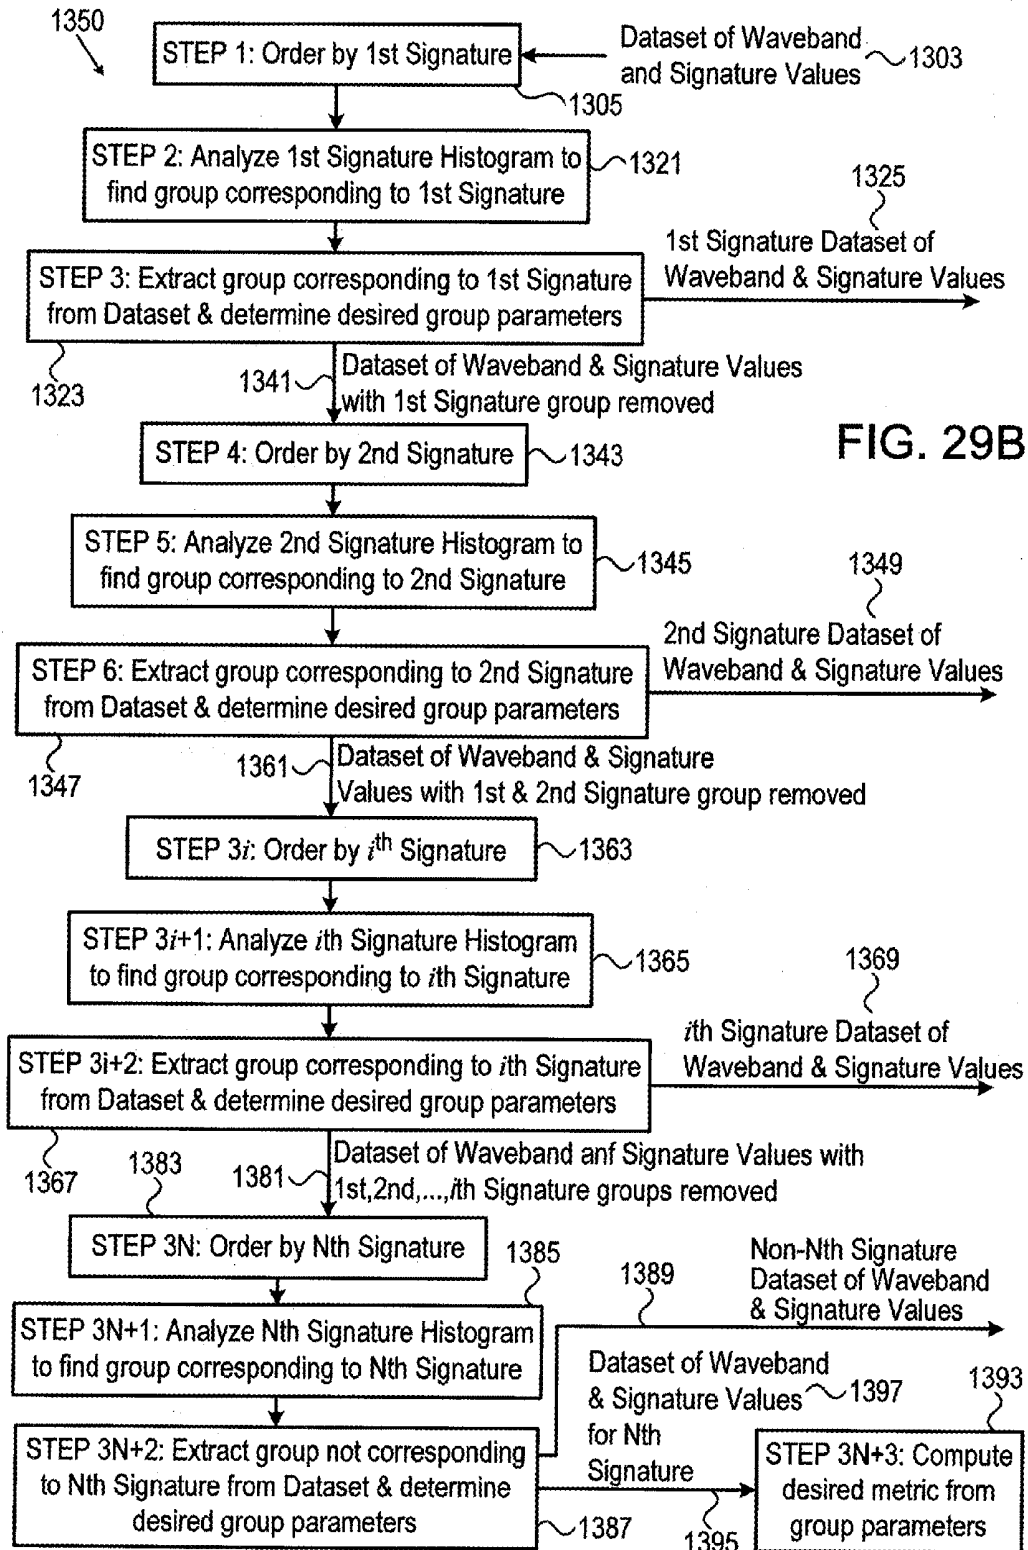 1350
STEP 1: Order by 1st Signature
Dataset of Waveband
and Signature Values
1303
1305
STEP 2: Analyze 1st Signature Histogram to
find group corresponding to 1st Signature
1321
1325
1st Signature Dataset of
Waveband & Signature Values
STEP 3: Extract group corresponding to 1st Signature
from Dataset & determine desired group parameters
1323
1341
Dataset of Waveband & Signature Values
with 1st Signature group removed
FIG. 29B
STEP 4: Order by 2nd Signature
1343
STEP 5: Analyze 2nd Signature Histogram to
find group corresponding to 2nd Signature
1345
1349
2nd Signature Dataset of
Waveband & Signature Values
STEP 6: Extract group corresponding to 2nd Signature
from Dataset & determine desired group parameters
1347
1361
Dataset of Waveband & Signature
Values with 1st & 2nd Signature group removed
STEP 3i: Order by ith Signature
1363
STEP 3i+1: Analyze ith Signature Histogram
to find group corresponding to ith Signature
1365
1369
ith Signature Dataset of
Waveband & Signature Values
STEP 3i+2: Extract group corresponding to ith Signature
from Dataset & determine desired group parameters
1367
1383
1381
Dataset of Waveband anf Signature Values with
1st,2nd,...,ith Signature groups removed
STEP 3N: Order by Nth Signature
1385
1389
Non-Nth Signature
Dataset of Waveband
& Signature Values
STEP 3N+1: Analyze Nth Signature Histogram
to find group corresponding to Nth Signature
Dataset of Waveband
& Signature Values
for Nth
Signature
1397
1393
STEP 3N+2: Extract group not corresponding
to Nth Signature from Dataset & determine
desired group parameters
1387
1395
STEP 3N+3: Compute
desired metric from
group parameters